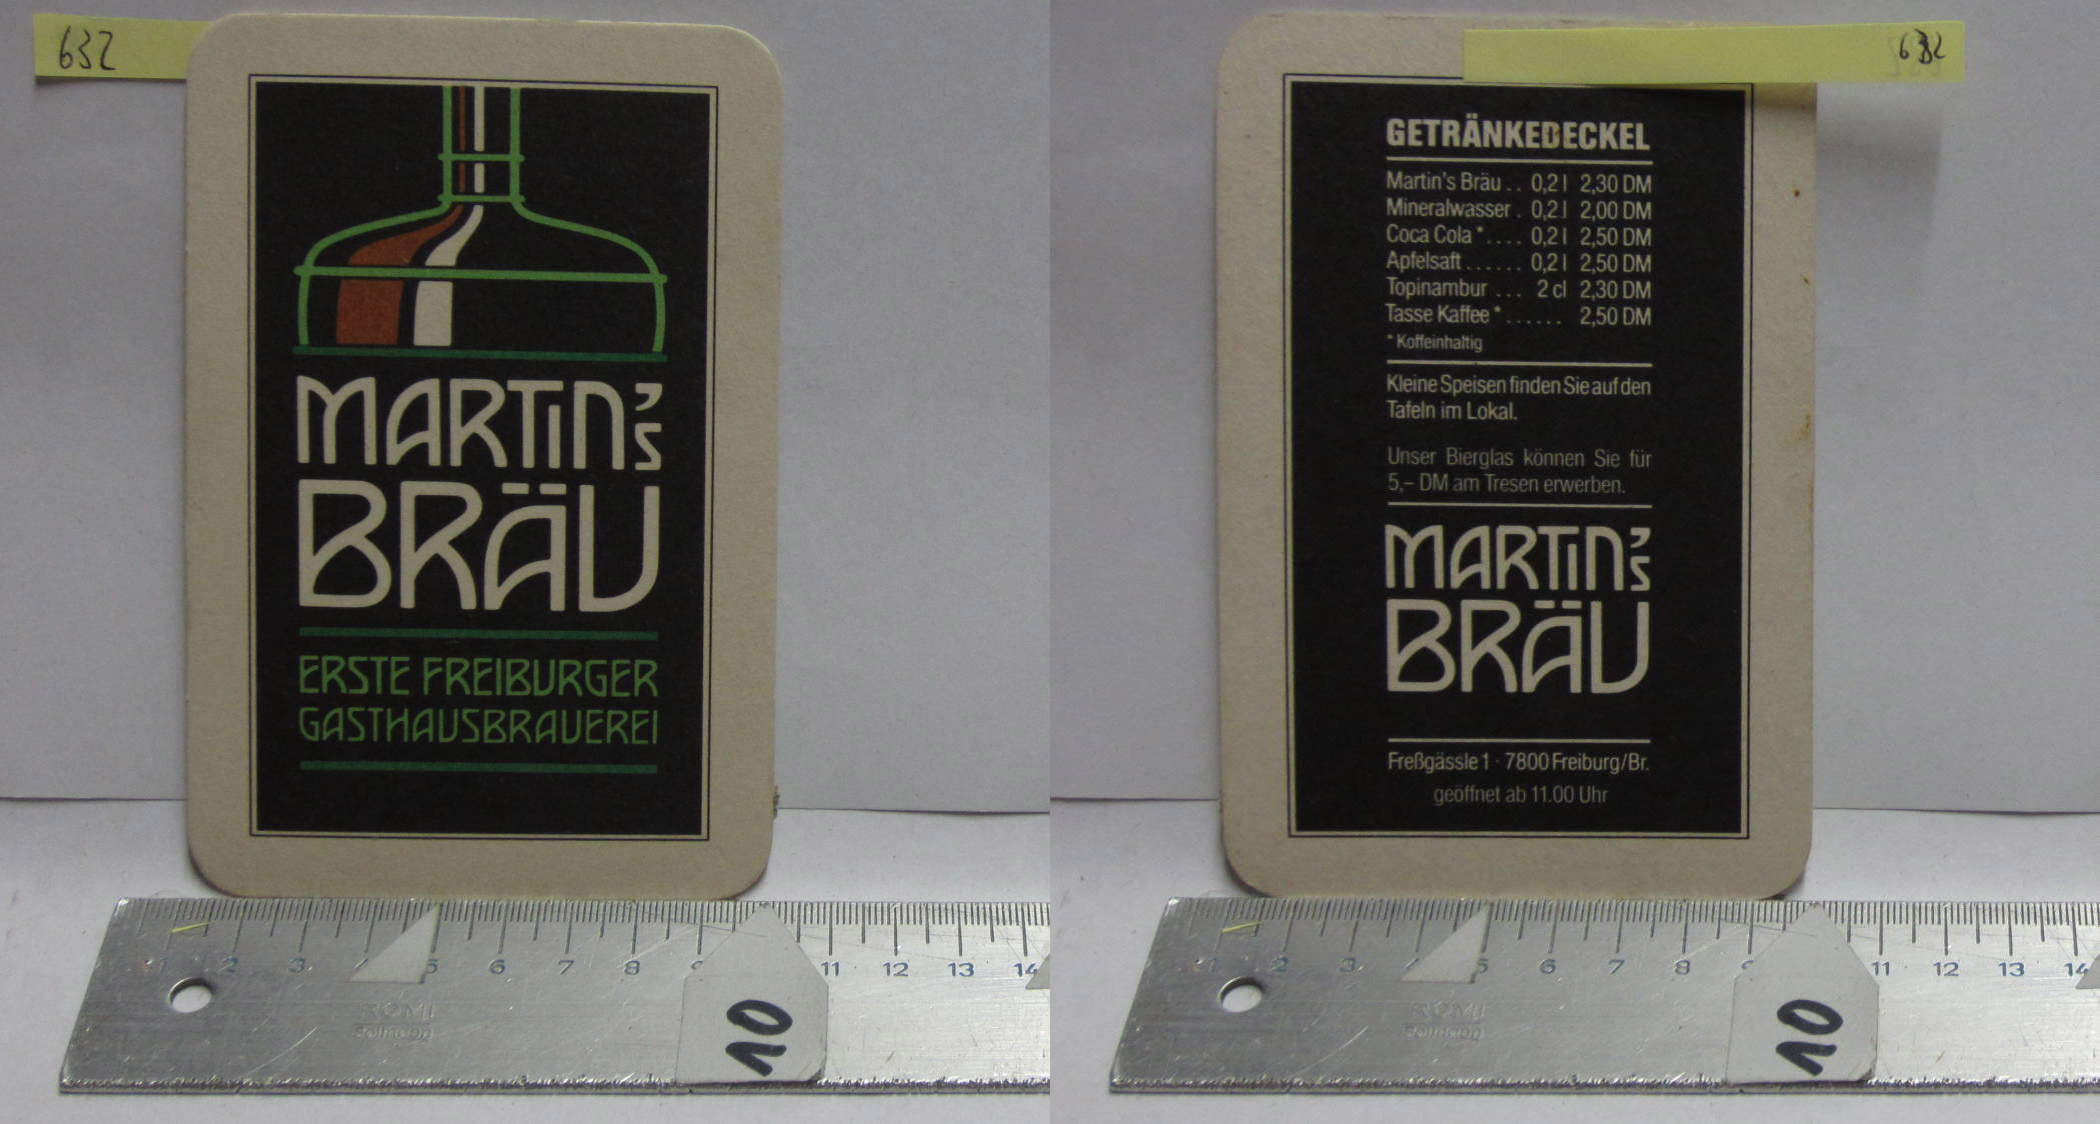 632
MARTIN's
BRÄU
ERSTE FREIBURGER
GASTHAUSBRAUEREI
2 3 5 6 7 8 11 12 13 14
10
632
GETRÄNKEDECKEL
Martin's Bräu . . 0,2 l 2,30 DM
Mineralwasser . 0,2 l 2,00 DM
Coca Cola * . . . . 0,2 l 2,50 DM
Apfelsaft . . . . . . 0,2 l 2,50 DM
Topinambur . . . 2 cl 2,30 DM
Tasse Kaffee * . . . . . . 2,50 DM
* Koffeinhaltig
Kleine Speisen finden Sie auf den
Tafeln im Lokal.
Unser Bierglas können Sie für
5,– DM am Tresen erwerben.
MARTIN's
BRÄU
Freßgässle 1 · 7800 Freiburg/Br.
geöffnet ab 11.00 Uhr
2 3 5 6 7 8 11 12 13 14
10